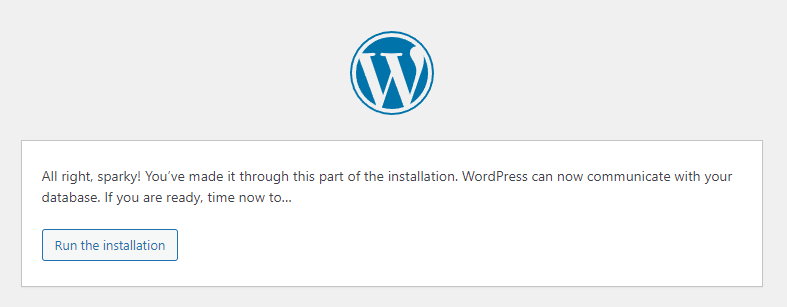 All right, sparky! You’ve made it through this part of the installation. WordPress can now communicate with your
database. If you are ready, time now to…
Run the installation